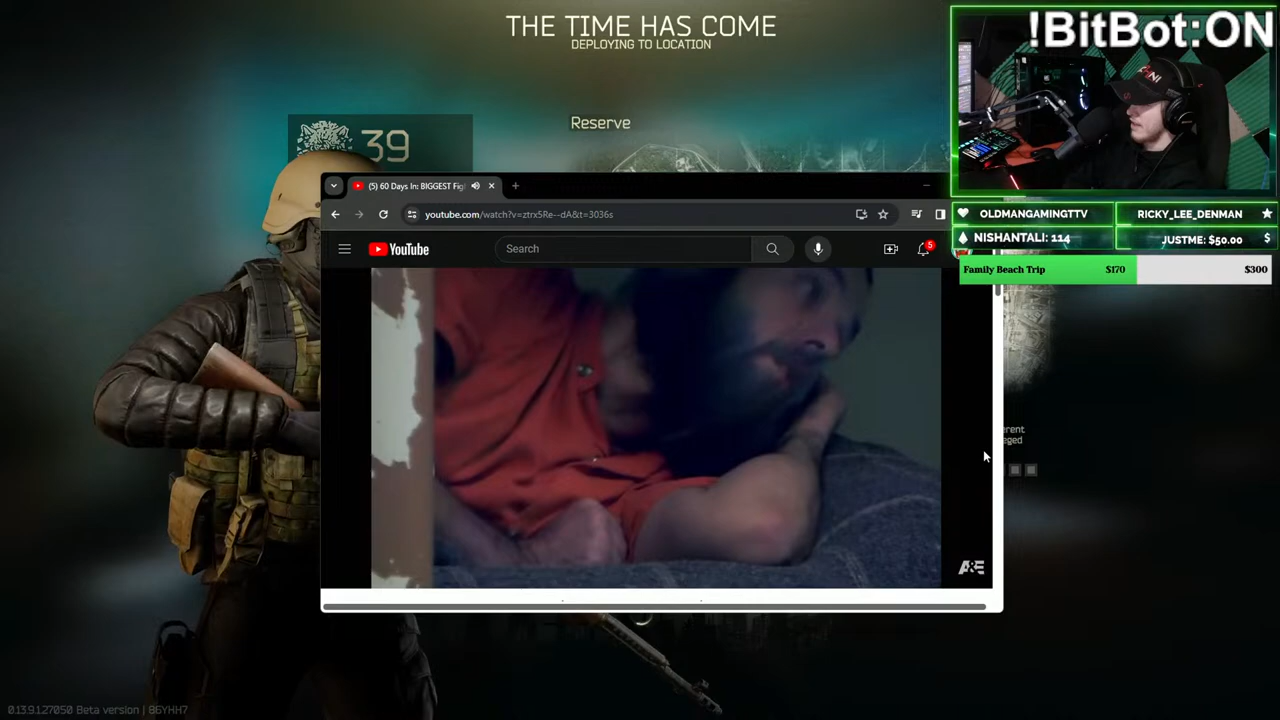 THE TIME HAS COME
DEPLOYING TO LOCATION
!BitBot:ON
39
Reserve
(5) 60 Days In: BIGGEST Fig
youtube.com/watch?v=ztrx5Re--dA&t=3036s
YouTube
Search
5
OLDMANGAMINGTTV
RICKY_LEE_DENMAN
NISHANTALI: 114
JUSTME: $50.00
$
Family Beach Trip
$170
$300
A&E
0.13.9.1.27050 Beta version | 86YHH7